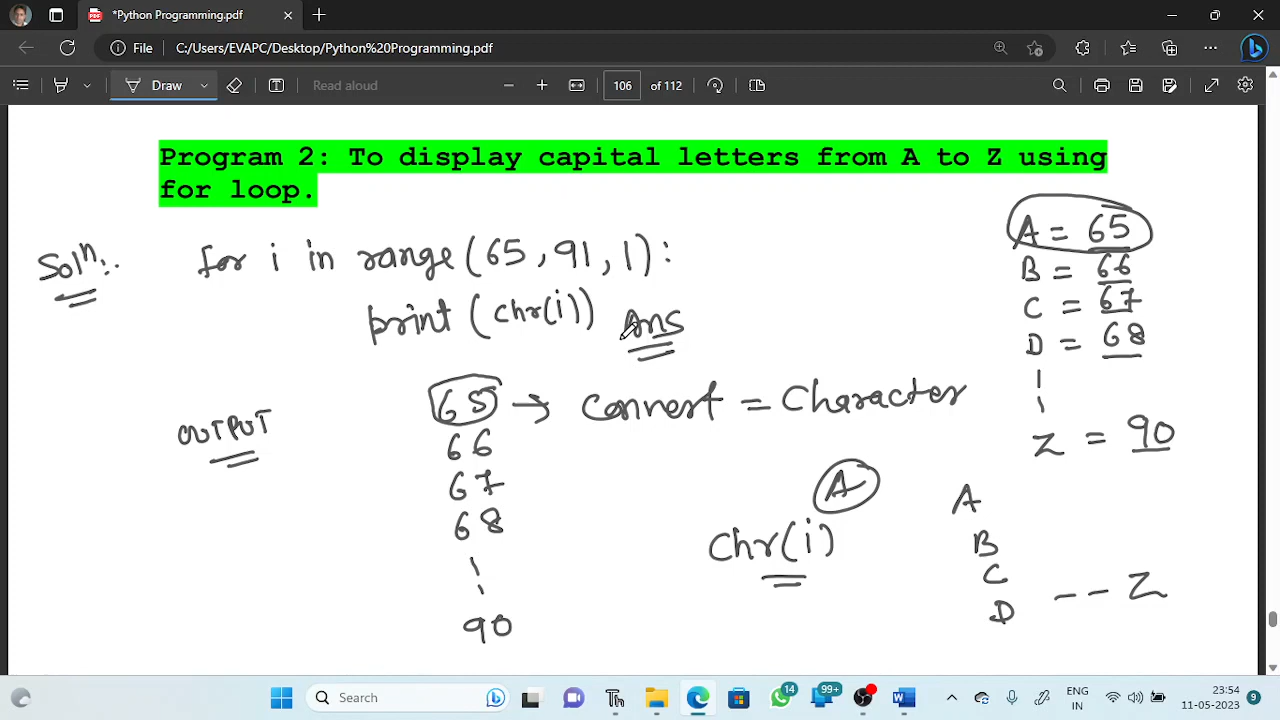 *Python Programming.pdf
File
C:/Users/EVAPC/Desktop/Python%20Programming.pdf
Draw
Read aloud
106 of 112
Program 2: To display capital letters from A to Z using
for loop.
Soln:.
for i in range (65, 91, 1):
print (chr(i)) Ans
A = 65
B = 66
C = 67
D = 68
Z = 90
65 → Convert = Character
66
67
68
90
OUTPUT
A
Chr(i)
A
B
C
D -- Z
Search
14
99+
ENG
IN
23:54
11-05-2023
9